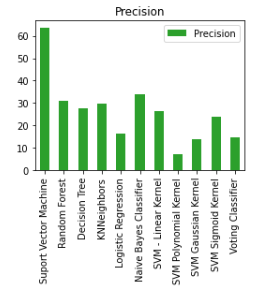 Precision
Precision
60
50
40
30
20
10
0
Suport Vector Machine
Random Forest
Decision Tree
KNNeighbors
Logistic Regression
Naive Bayes Classifier
SVM - Linear Kernel
SVM Polynomial Kernel
SVM Gaussian Kernel
SVM Sigmoid Kernel
Voting Classifier